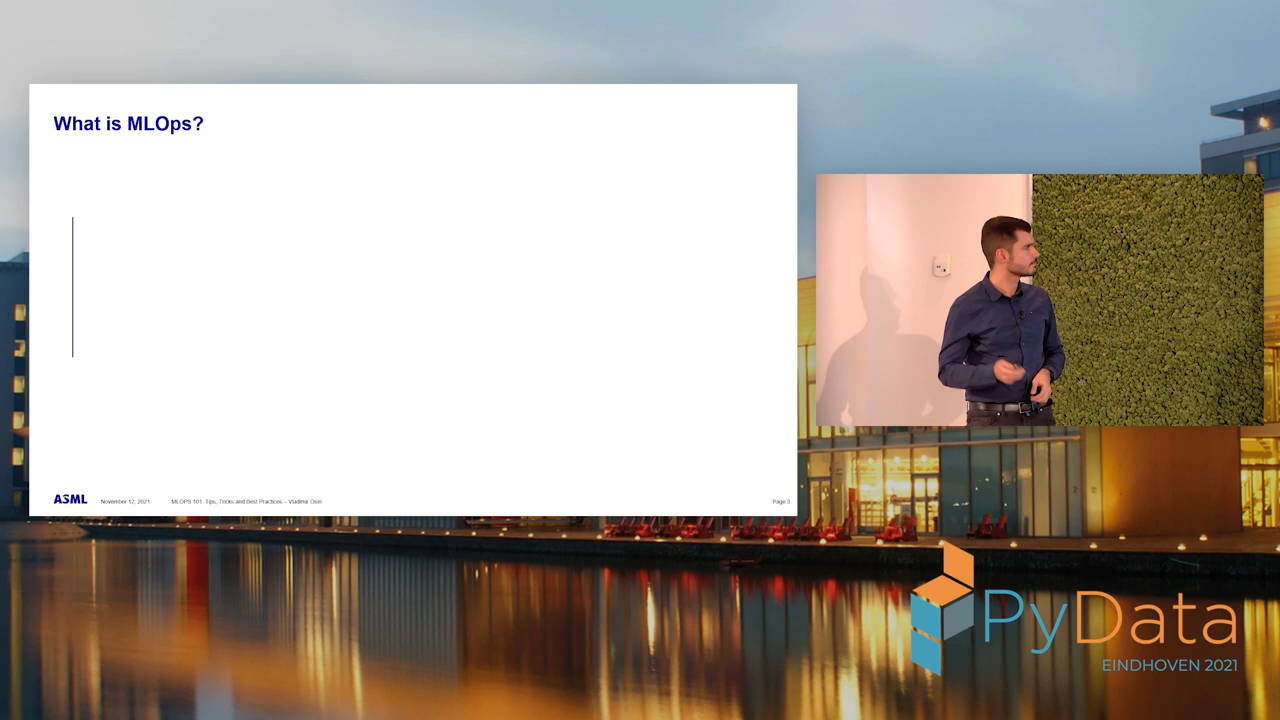 What is MLOps?
ASML
November 12, 2021
MLOPS 101: Tips, Tricks and Best Practices – Vladimir Osin
Page 3
PyData
EINDHOVEN 2021